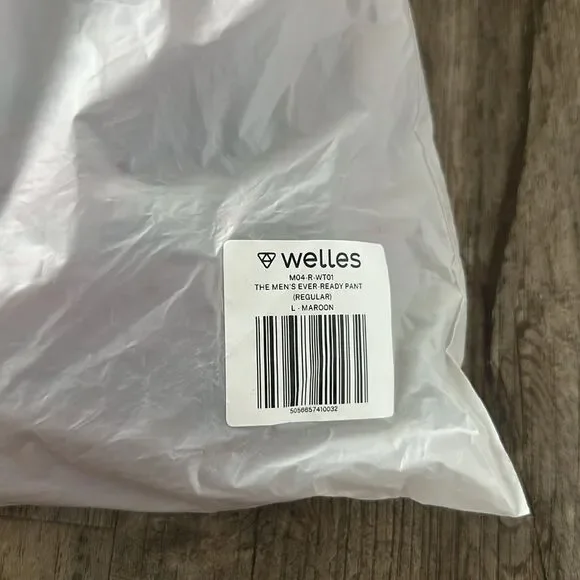 welles
M04-R-WT01
THE MEN'S EVER-READY PANT
(REGULAR)
L - MAROON
5056657410032